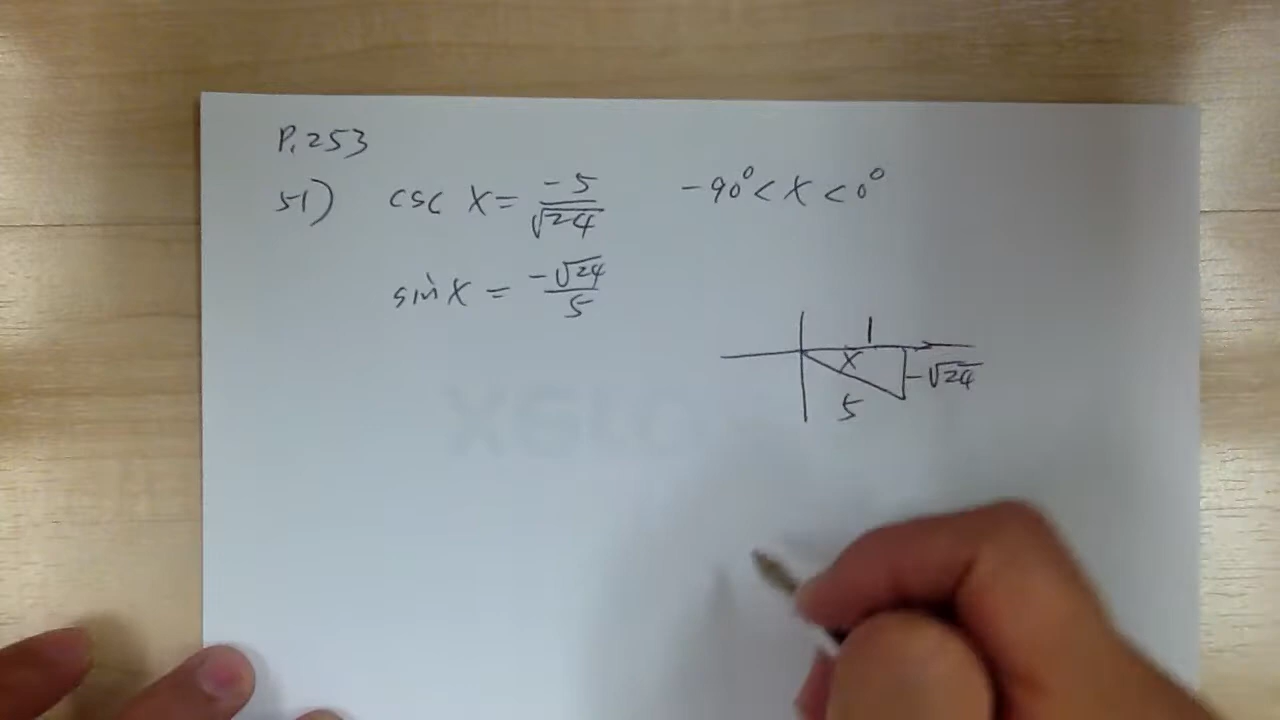 P.253
51) csc x = -5/√24 -90° < x < 0°
sin x = -√24/5
1
x
-√24
5